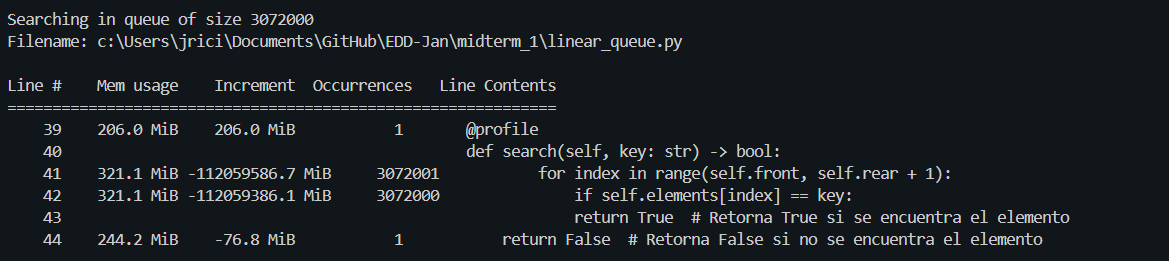 Searching in queue of size 3072000
Filename: c:\Users\jrici\Documents\GitHub\EDD-Jan\midterm_1\linear_queue.py
Line #    Mem usage    Increment  Occurrences   Line Contents
=============================================================
    39    206.0 MiB    206.0 MiB           1       @profile
    40                                             def search(self, key: str) -> bool:
    41    321.1 MiB -112059586.7 MiB     3072001           for index in range(self.front, self.rear + 1):
    42    321.1 MiB -112059386.1 MiB     3072000               if self.elements[index] == key:
    43                                                         return True  # Retorna True si se encuentra el elemento
    44    244.2 MiB    -76.8 MiB           1           return False  # Retorna False si no se encuentra el elemento